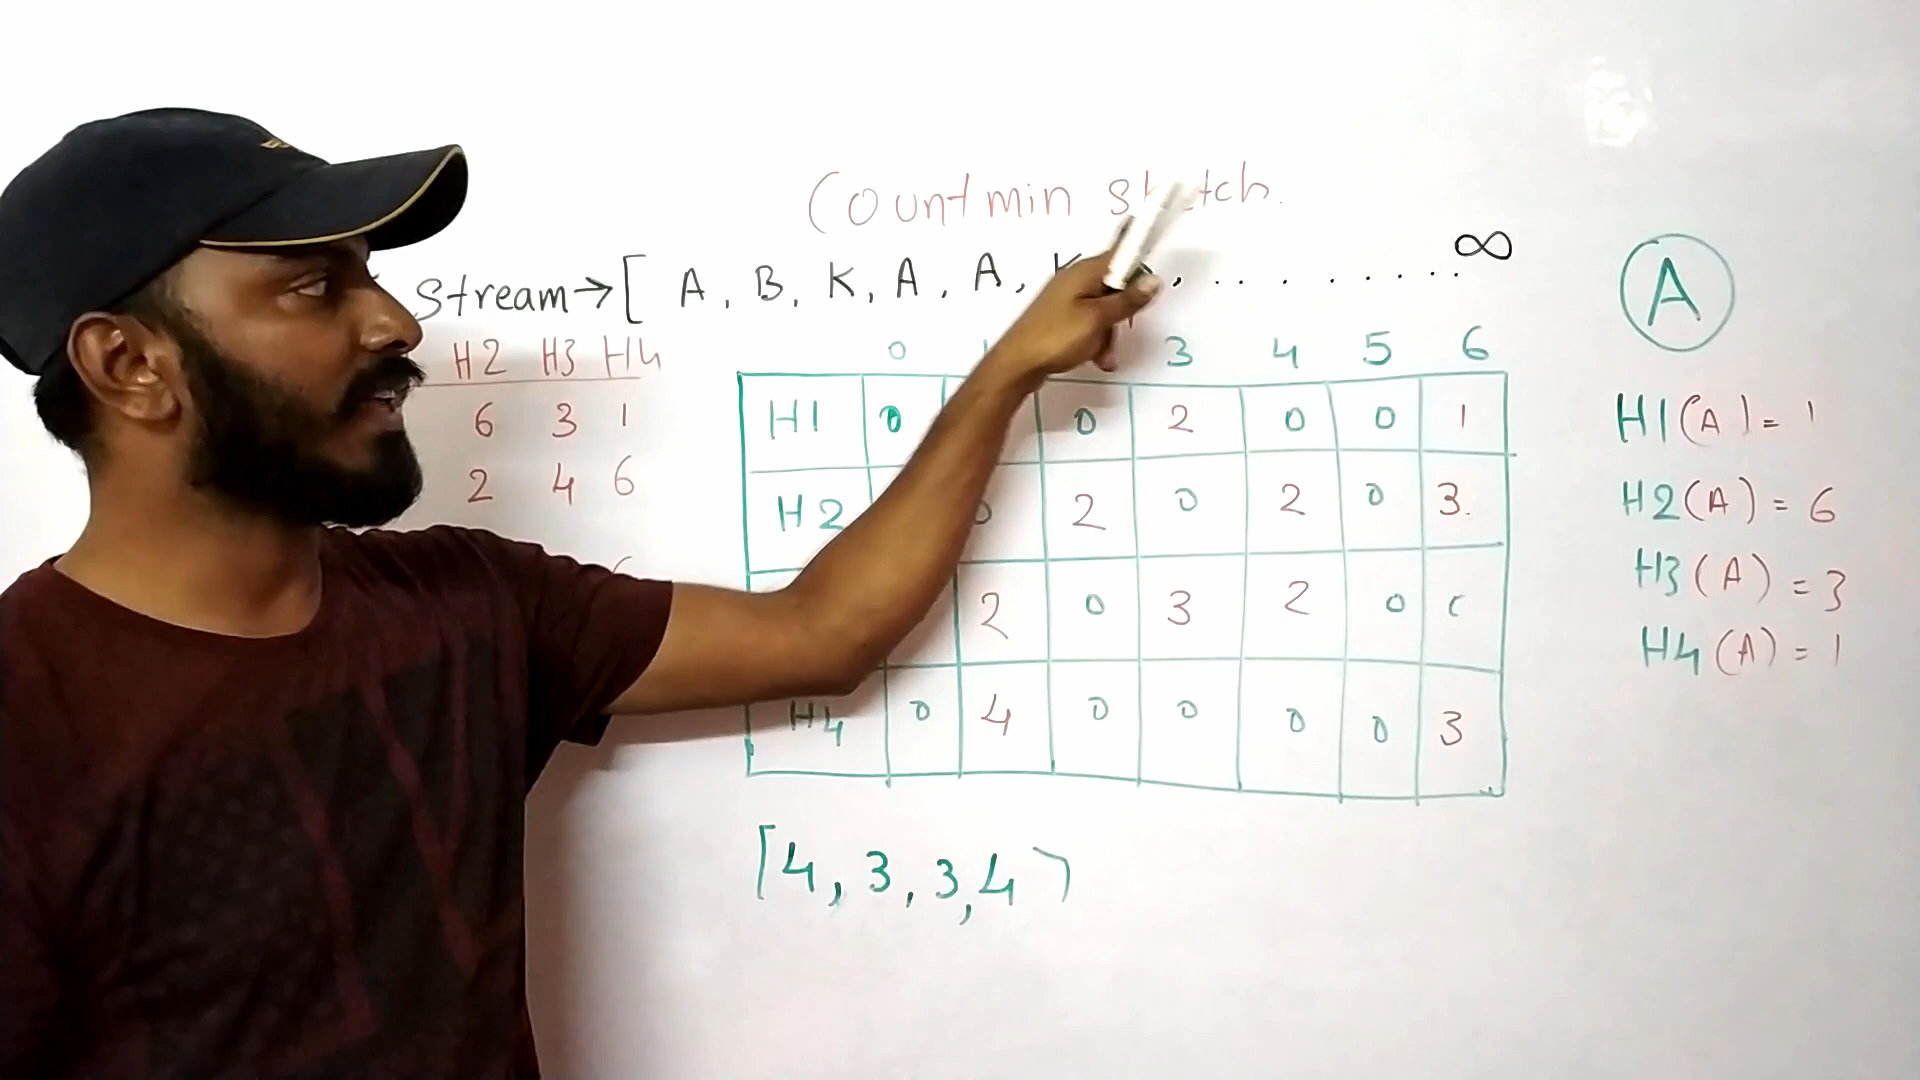 Countmin
Stream→[ A, B, K, A, A, K , . . . . . . . . ∞
A
H2 H3 H4
6 3 1
2 4 6
0 3 4 5 6
H1 0 0 2 0 0 1
H2 0 2 0 2 0 3
2 0 3 2 0
H4 0 4 0 0 0 0 3
H1(A)= 1
H2(A)= 6
H3(A)= 3
H4(A)= 1
[4, 3, 3, 4]